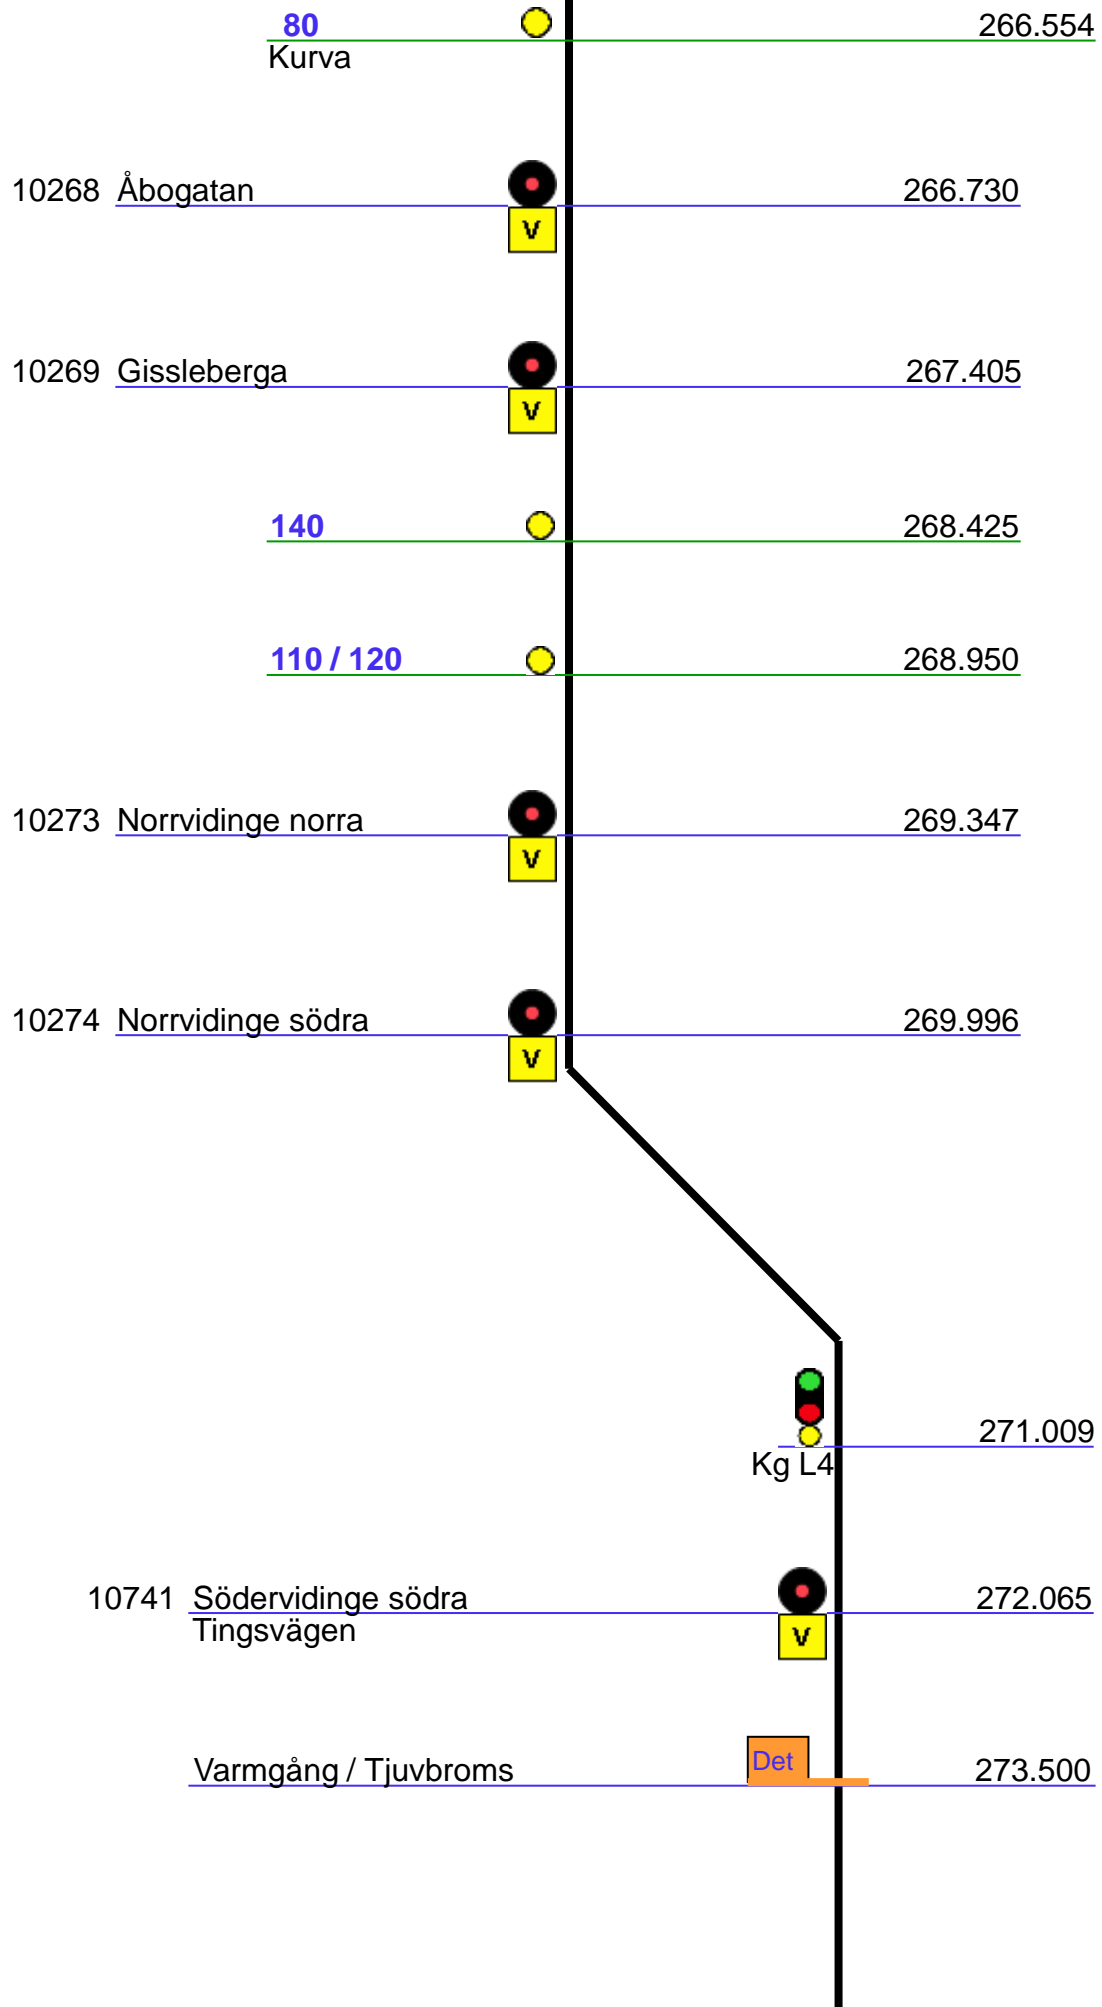 80 266.554
Kurva
10268 Åbogatan 266.730
V
10269 Gissleberga 267.405
V
140 268.425
110 / 120 268.950
10273 Norrvidinge norra 269.347
V
10274 Norrvidinge södra 269.996
V
271.009
Kg L4
10741 Södervidinge södra 272.065
Tingsvägen V
Varmgång / Tjuvbroms Det 273.500